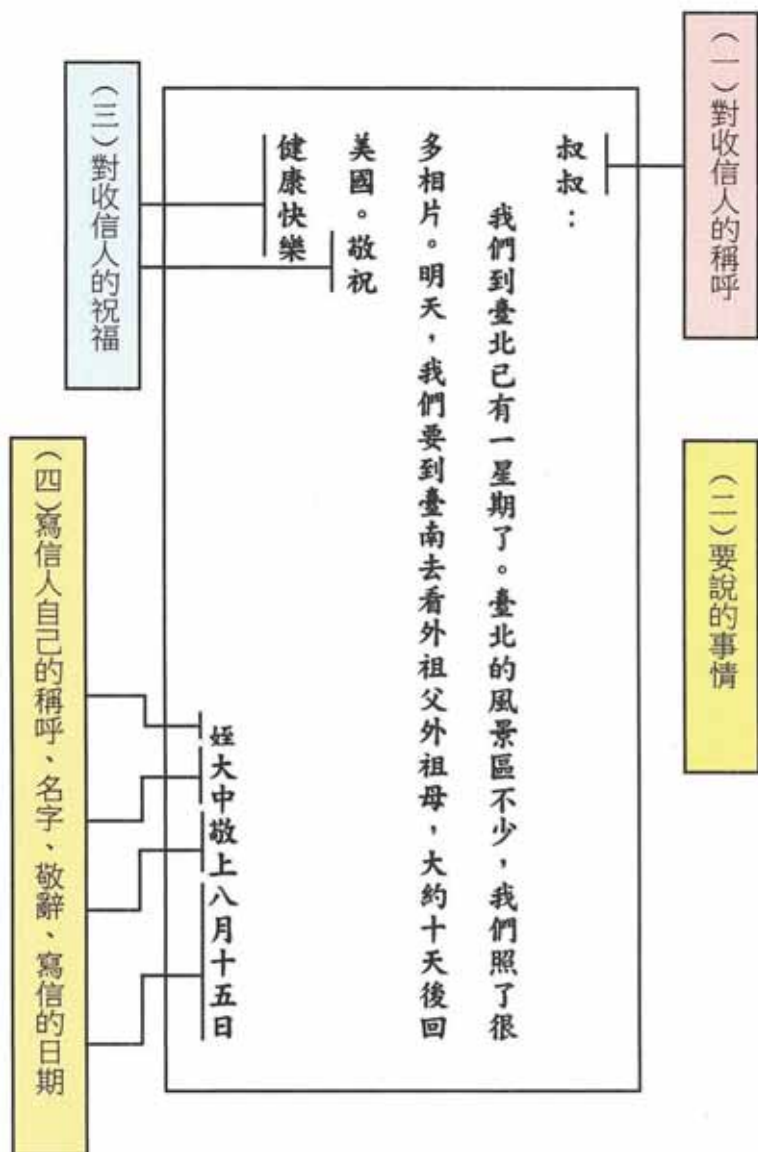 （一）對收信人的稱呼
（二）要說的事情
叔叔：
我們到臺北已有一星期了。臺北的風景區不少，我們照了很
多相片。明天，我們要到臺南去看外祖父外祖母，大約十天後回
美國。敬祝
健康快樂
姪大中敬上八月十五日
（三）對收信人的祝福
（四）寫信人自己的稱呼、名字、敬辭、寫信的日期